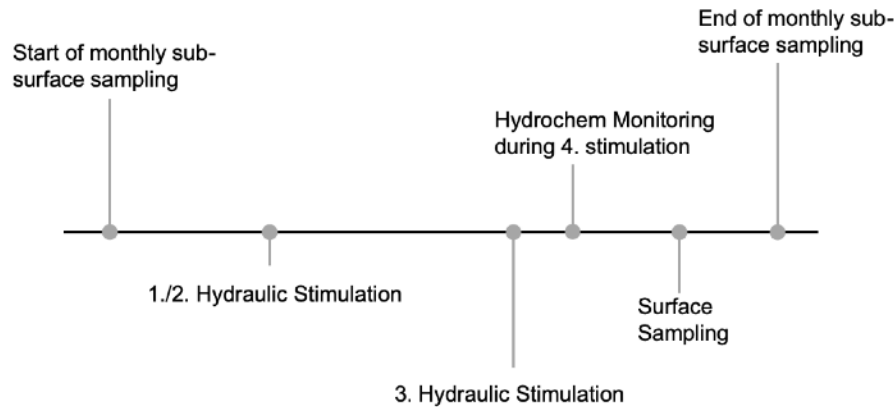 Start of monthly sub-
surface sampling
1./2. Hydraulic Stimulation
3. Hydraulic Stimulation
Hydrochem Monitoring
during 4. stimulation
Surface
Sampling
End of monthly sub-
surface sampling